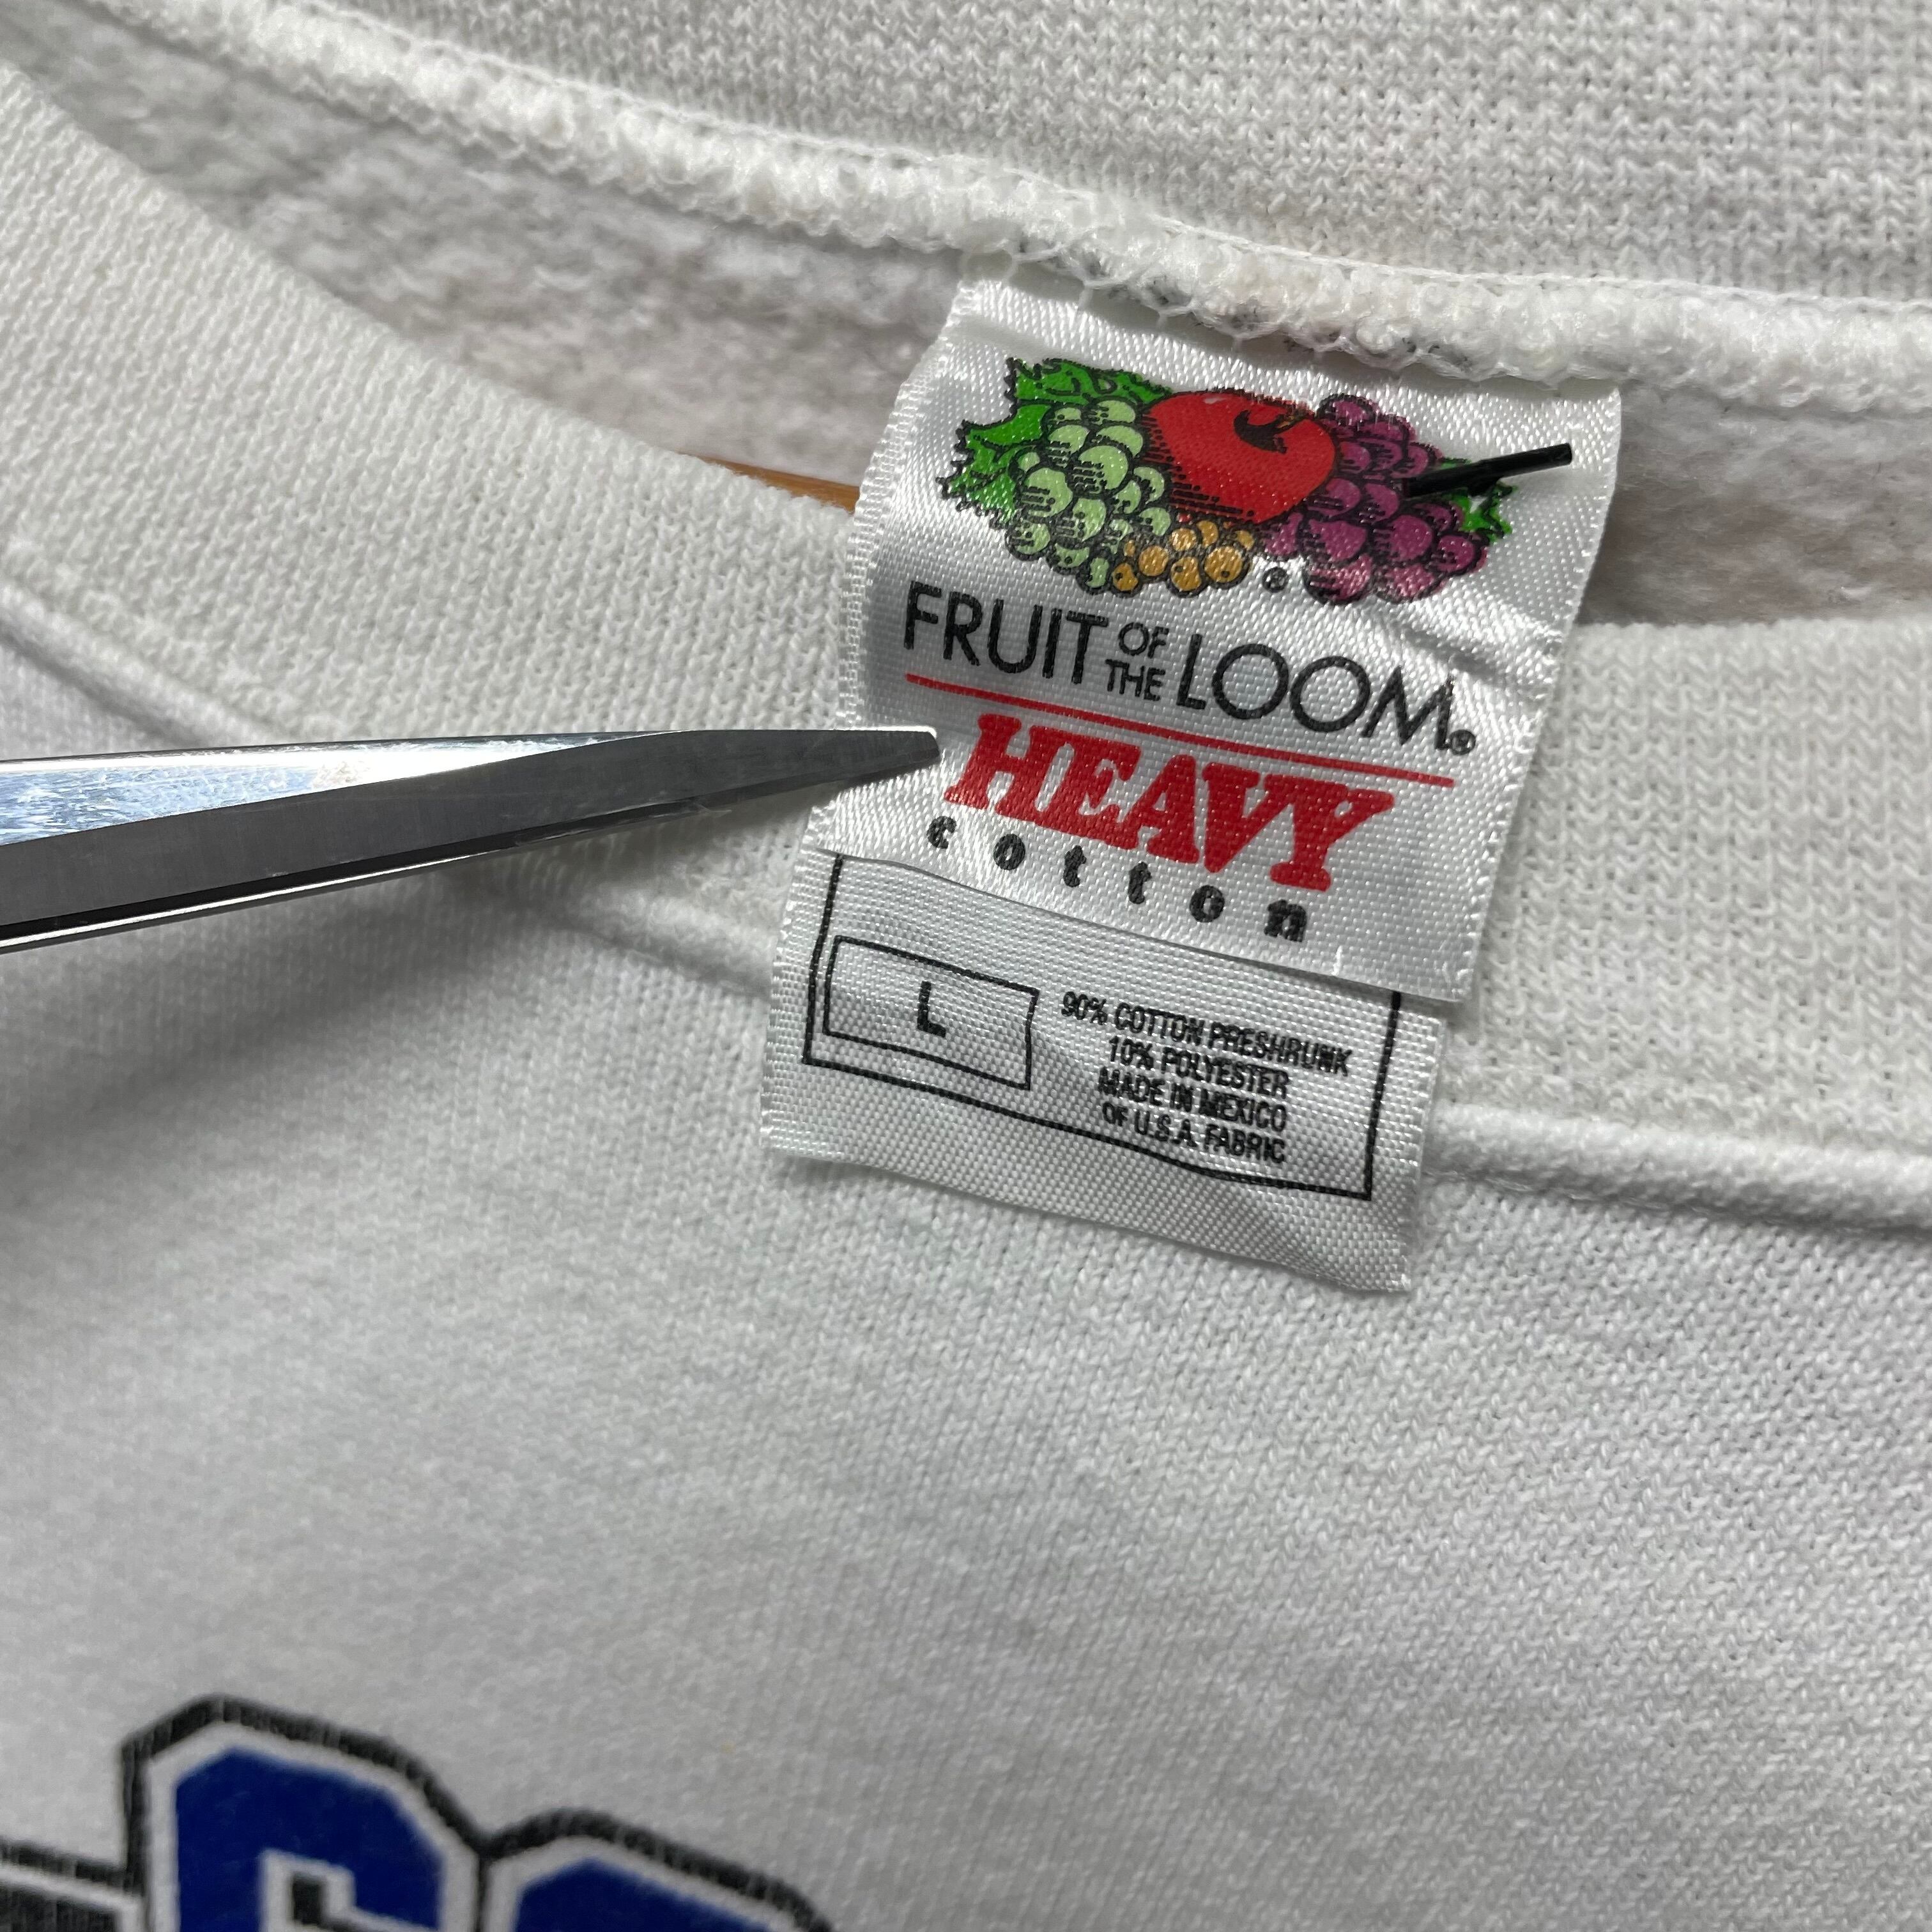 FRUIT OF THE LOOM®
HEAVY
cotton
L
90% COTTON PRESHRUNK
10% POLYESTER
MADE IN MEXICO
OF U.S.A. FABRIC